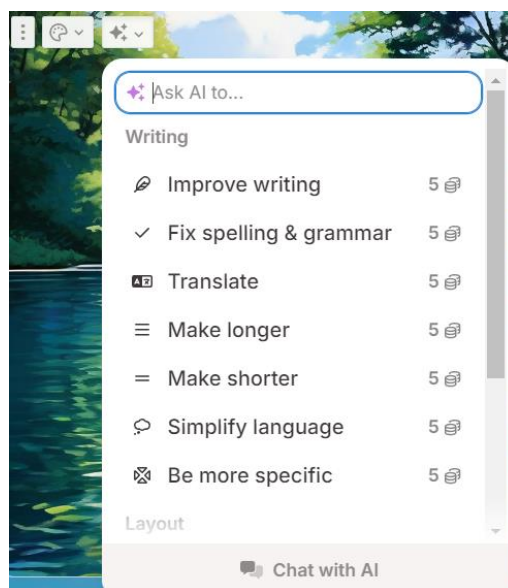 Ask AI to...
Writing
Improve writing 5
Fix spelling & grammar 5
Translate 5
Make longer 5
Make shorter 5
Simplify language 5
Be more specific 5
Layout
Chat with AI